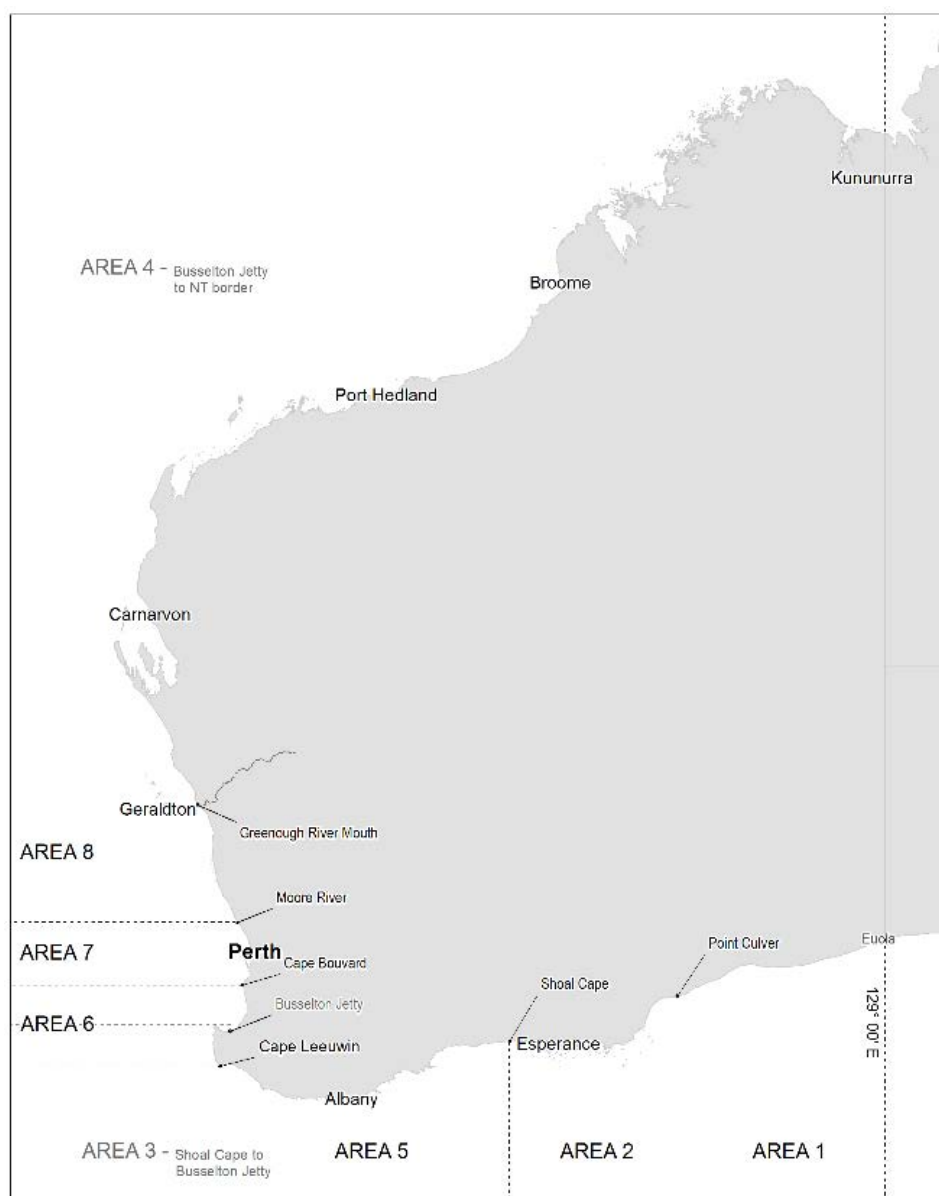 Kununurra
AREA 4 - Busselton Jetty
to NT border
Broome
Port Hedland
Carnarvon
Geraldton
Greenough River Mouth
AREA 8
Moore River
AREA 7
Perth
Cape Bouvard
Point Culver
Eucla
Shoal Cape
Busselton Jetty
AREA 6
Cape Leeuwin
Esperance
129° 00' E
Albany
AREA 3 - Shoal Cape to
Busselton Jetty
AREA 5
AREA 2
AREA 1